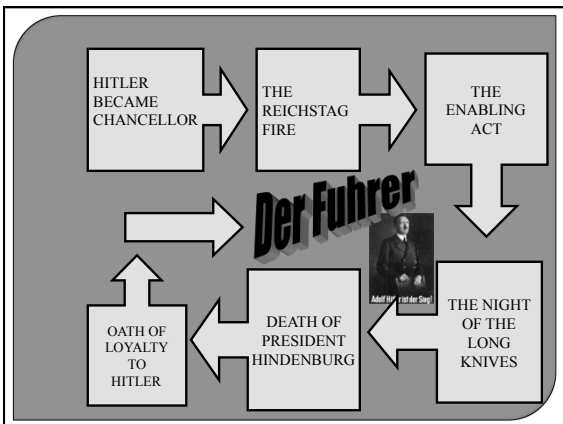 HITLER
BECAME
CHANCELLOR
THE
REICHSTAG
FIRE
THE
ENABLING
ACT
Der Fuhrer
Adolf Hitler ist der Sieg!
THE NIGHT
OF THE
LONG
KNIVES
DEATH OF
PRESIDENT
HINDENBURG
OATH OF
LOYALTY
TO
HITLER